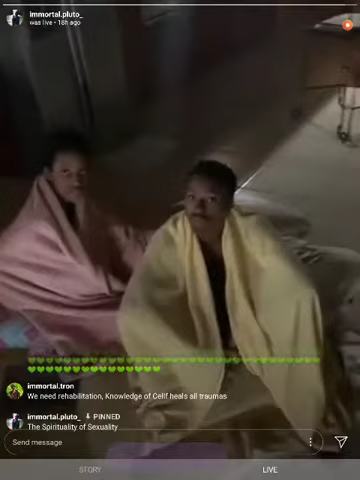 immortal.pluto_
was live • 18h ago
immortal.tron
We need rehabilitation, Knowledge of Cellf heals all traumas
immortal.pluto_ PINNED
The Spirituality of Sexuality
Send message
STORY LIVE